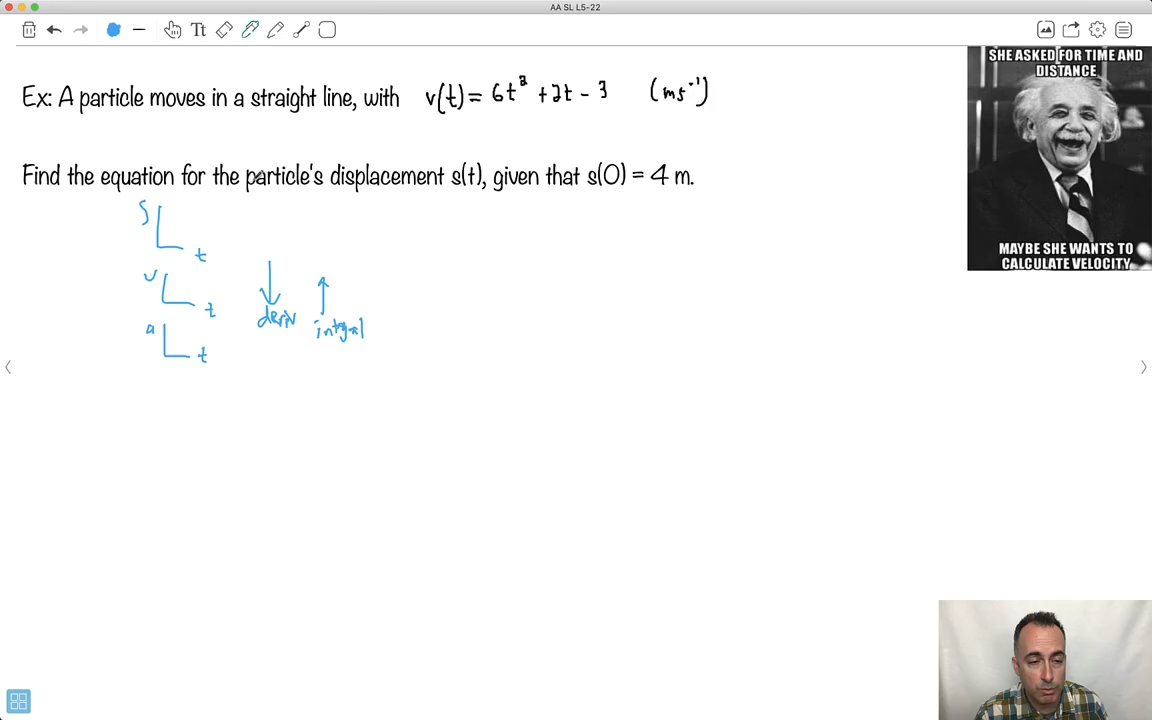 AA SL L5-22
Tt
SHE ASKED FOR TIME AND
DISTANCE
Ex: A particle moves in a straight line, with v(t) = 6t² + 2t - 3 (ms⁻¹)
Find the equation for the particle's displacement s(t), given that s(0) = 4 m.
MAYBE SHE WANTS TO
CALCULATE VELOCITY
s
t
v
t
deriv
integral
a
t